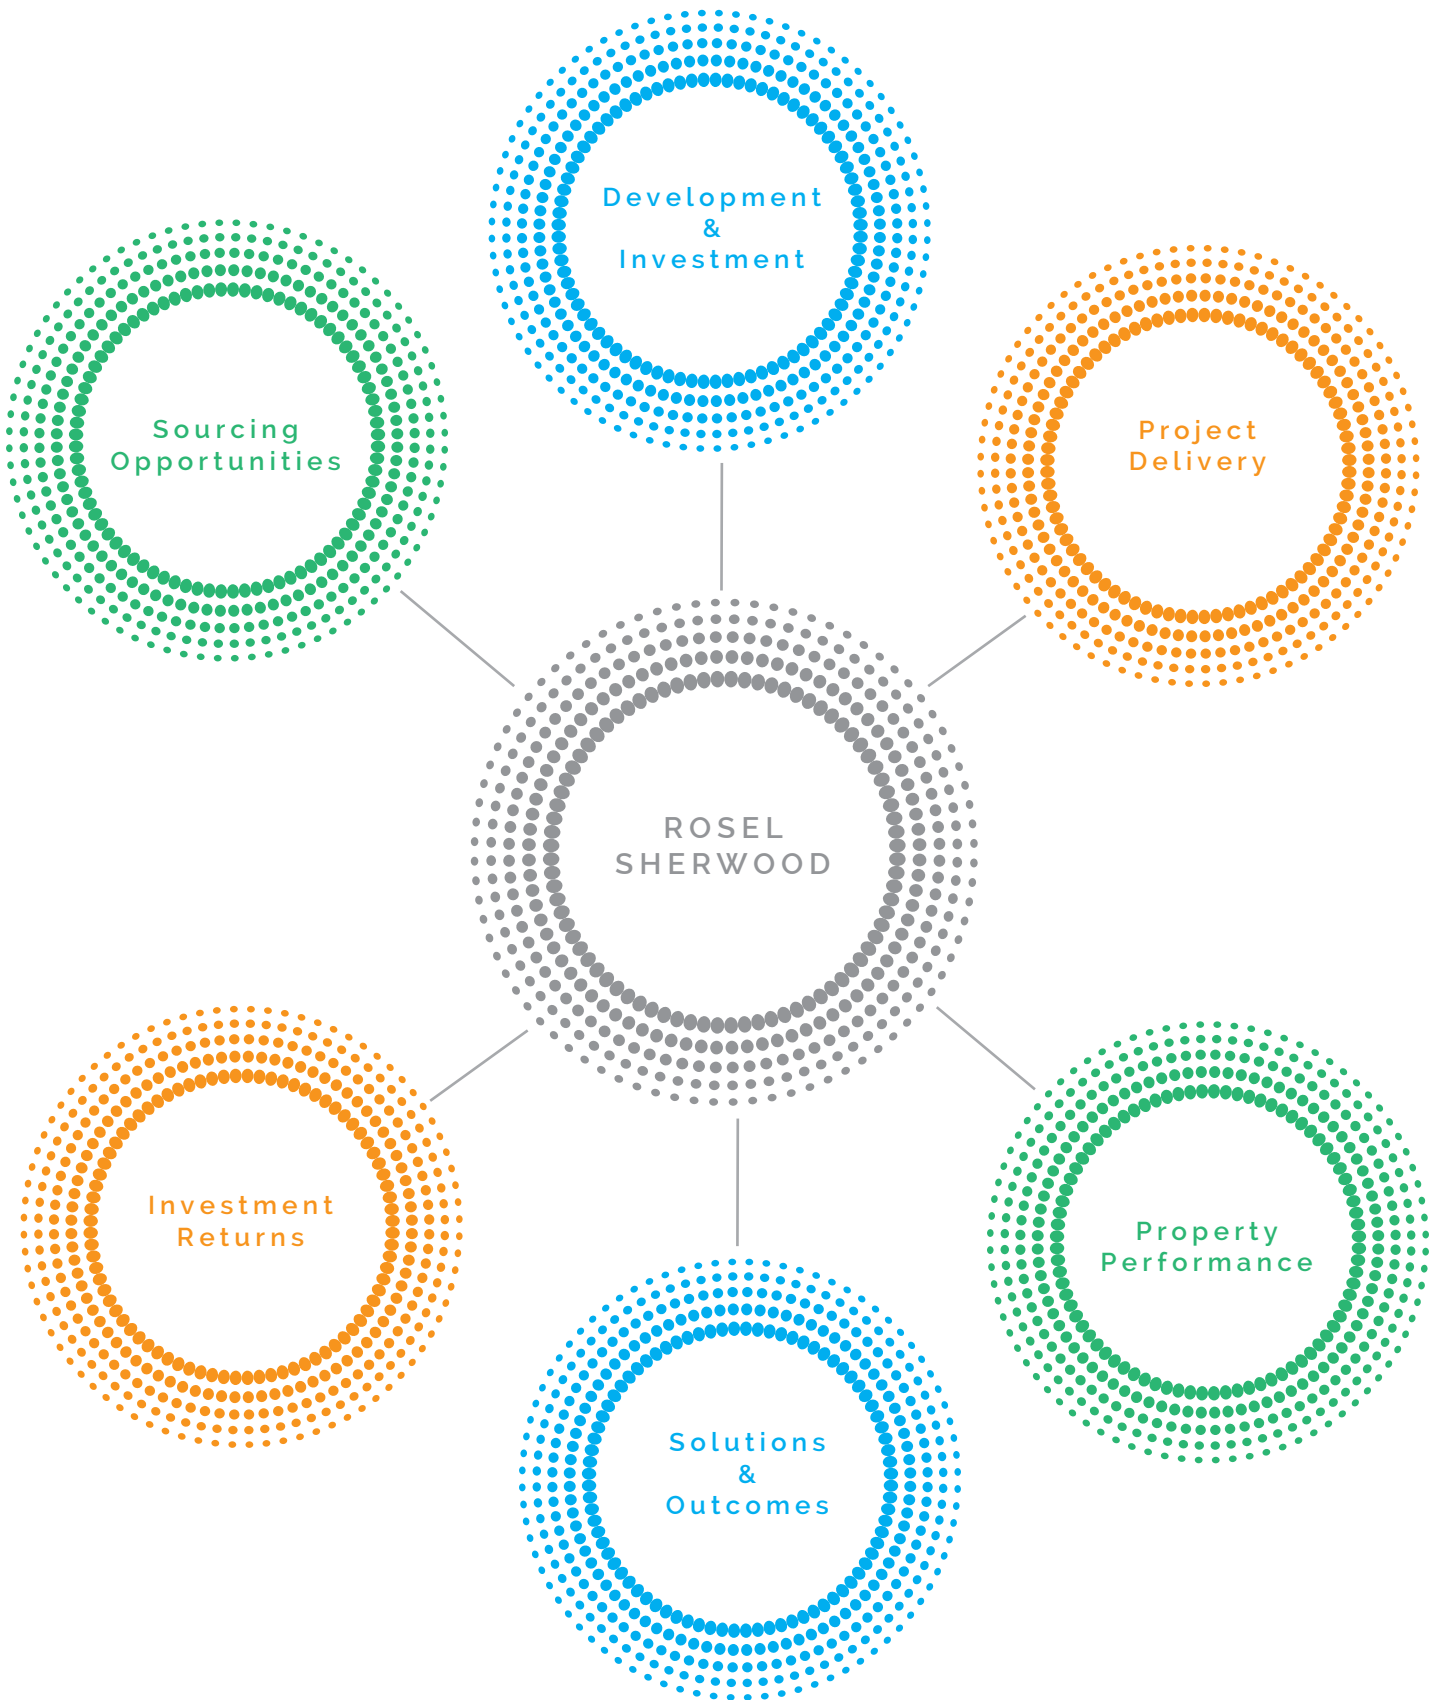 Development
&
Investment
Sourcing
Opportunities
Project
Delivery
ROSEL
SHERWOOD
Investment
Returns
Property
Performance
Solutions
&
Outcomes